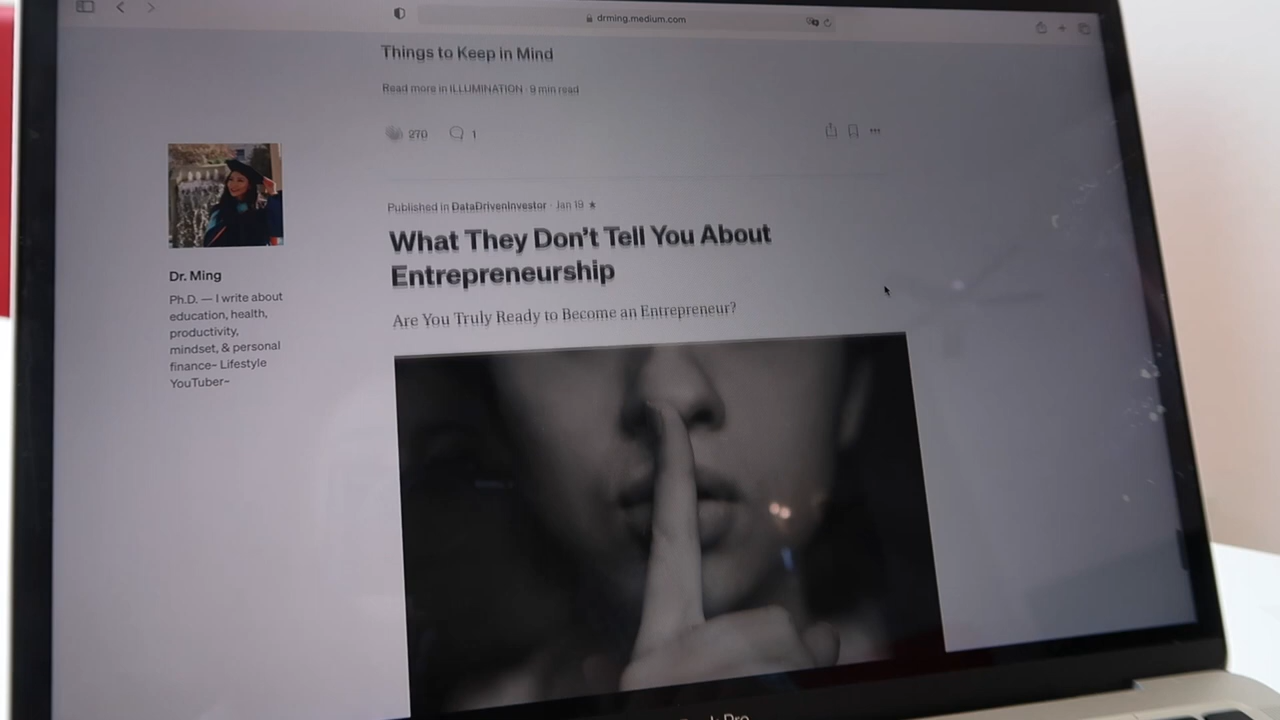 drming.medium.com
Things to Keep in Mind
Read more in ILLUMINATION · 9 min read
270
1
Published in DataDrivenInvestor · Jan 19
What They Don't Tell You About
Entrepreneurship
Are You Truly Ready to Become an Entrepreneur?
Dr. Ming
Ph.D. — I write about
education, health,
productivity,
mindset, & personal
finance~ Lifestyle
YouTuber~
Pro